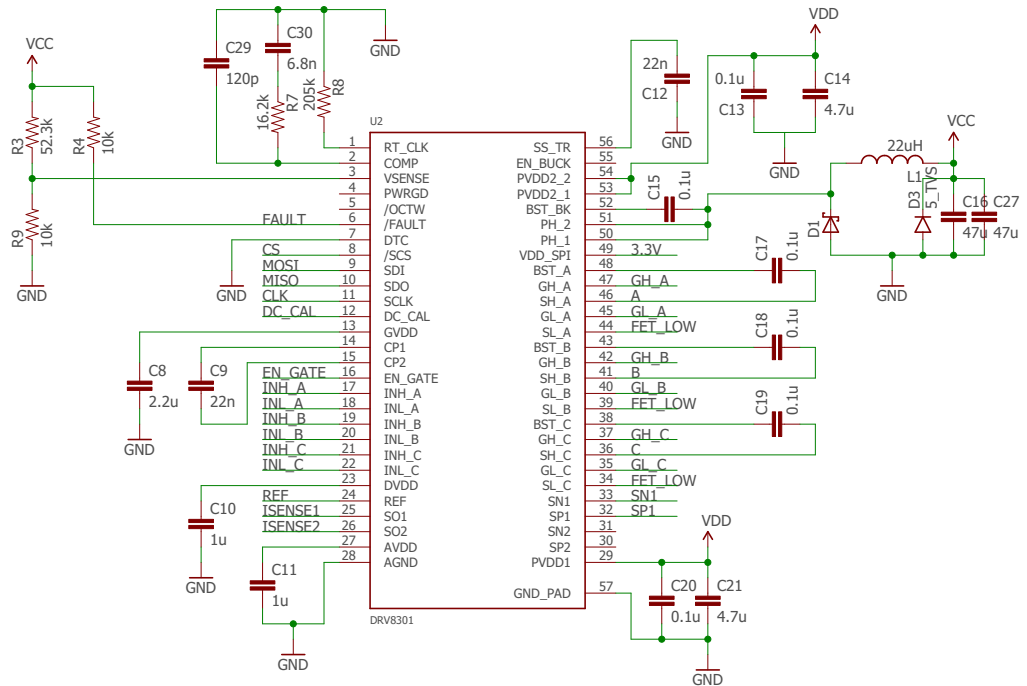 VCC
R3
52.3k
R4
10k
R9
10k
GND
C29
120p
C30
6.8n
R7
16.2k
R8
205k
GND
U2
DRV8301
1 RT_CLK
2 COMP
3 VSENSE
4 PWRGD
5 /OCTW
FAULT 6 /FAULT
7 DTC
CS 8 /SCS
MOSI 9 SDI
MISO 10 SDO
CLK 11 SCLK
DC_CAL 12 DC_CAL
13 GVDD
14 CP1
15 CP2
EN_GATE 16 EN_GATE
INH_A 17 INH_A
INL_A 18 INL_A
INH_B 19 INH_B
INL_B 20 INL_B
INH_C 21 INH_C
INL_C 22 INL_C
23 DVDD
REF 24 REF
ISENSE1 25 SO1
ISENSE2 26 SO2
27 AVDD
28 AGND
GND
C8
2.2u
GND
C9
22n
C10
1u
GND
C11
1u
GND
SS_TR 56
EN_BUCK 55
PVDD2_2 54
PVDD2_1 53
BST_BK 52
PH_2 51
PH_1 50
VDD_SPI 49 3.3V
BST_A 48
GH_A 47 GH_A
SH_A 46 A
GL_A 45 GL_A
SL_A 44 FET_LOW
BST_B 43
GH_B 42 GH_B
SH_B 41 B
GL_B 40 GL_B
SL_B 39 FET_LOW
BST_C 38
GH_C 37 GH_C
SH_C 36 C
GL_C 35 GL_C
SL_C 34 FET_LOW
SN1 33 SN1
SP1 32 SP1
SN2 31
SP2 30
PVDD1 29
GND_PAD 57
22n
C12
GND
0.1u
C13
VDD
C14
4.7u
GND
C15
0.1u
22uH
L1
VCC
D1
D3
5_TVS
C16
47u
C27
47u
GND
C17
0.1u
C18
0.1u
C19
0.1u
VDD
C20
0.1u
C21
4.7u
GND